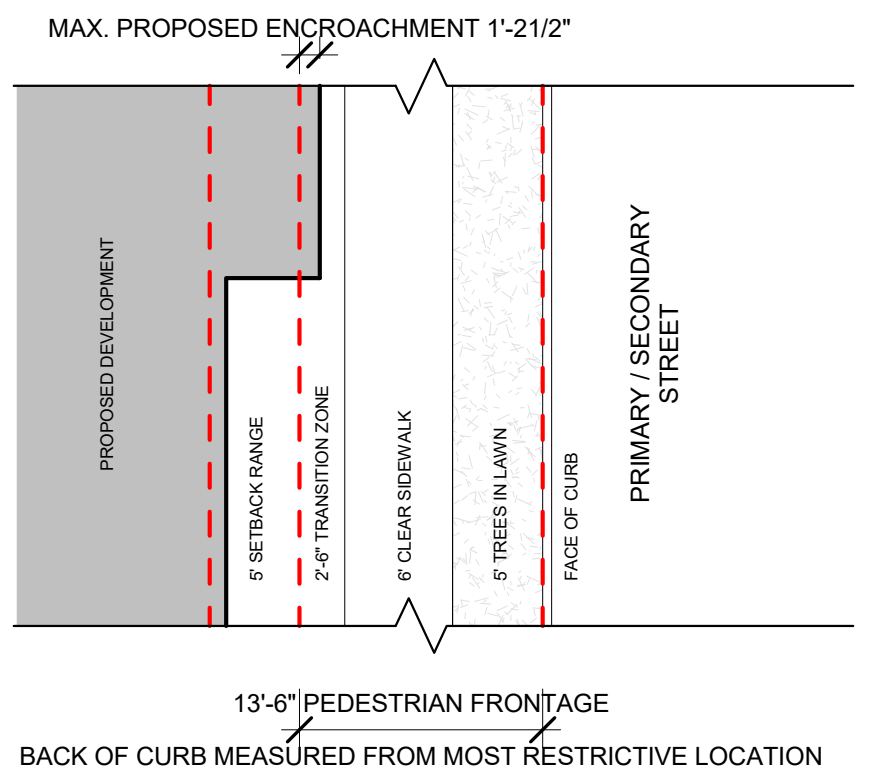 MAX. PROPOSED ENCROACHMENT 1'-21/2"
PROPOSED DEVELOPMENT
5' SETBACK RANGE
2'-6" TRANSITION ZONE
6' CLEAR SIDEWALK
5' TREES IN LAWN
FACE OF CURB
PRIMARY / SECONDARY
STREET
13'-6" PEDESTRIAN FRONTAGE
BACK OF CURB MEASURED FROM MOST RESTRICTIVE LOCATION